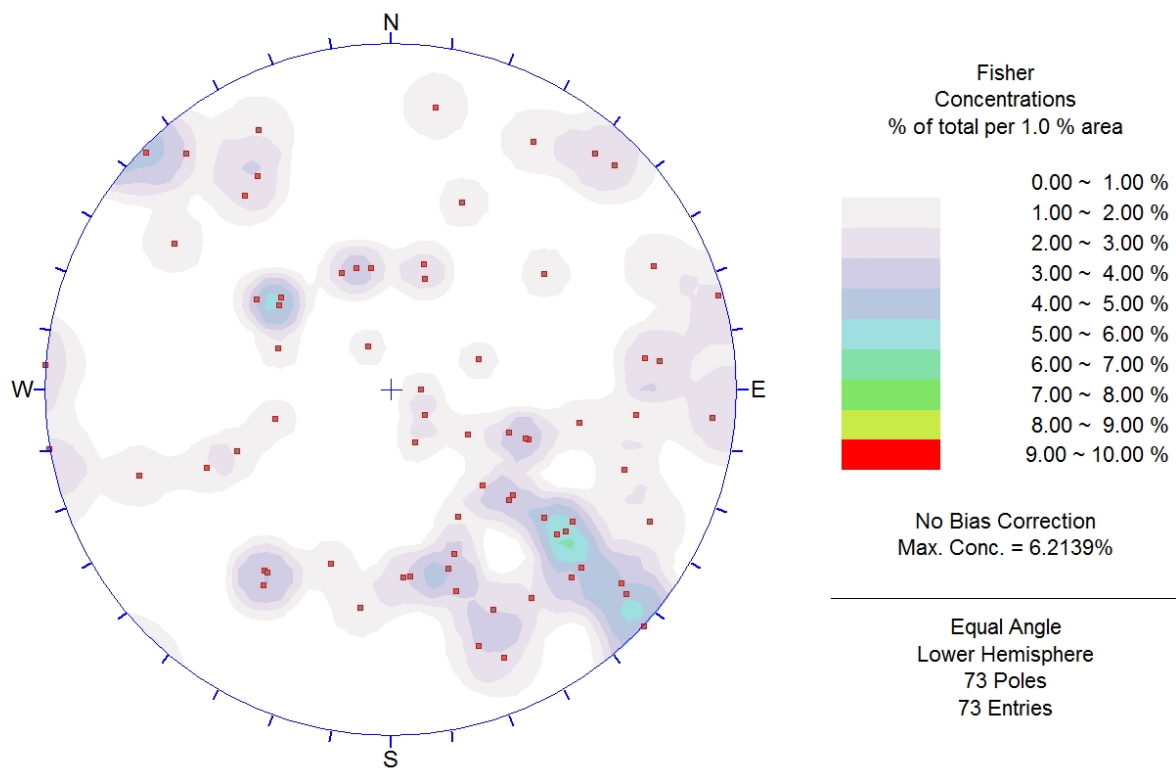 N
W
E
S
Fisher
Concentrations
% of total per 1.0 % area
0.00 ~ 1.00 %
1.00 ~ 2.00 %
2.00 ~ 3.00 %
3.00 ~ 4.00 %
4.00 ~ 5.00 %
5.00 ~ 6.00 %
6.00 ~ 7.00 %
7.00 ~ 8.00 %
8.00 ~ 9.00 %
9.00 ~ 10.00 %
No Bias Correction
Max. Conc. = 6.2139%
Equal Angle
Lower Hemisphere
73 Poles
73 Entries